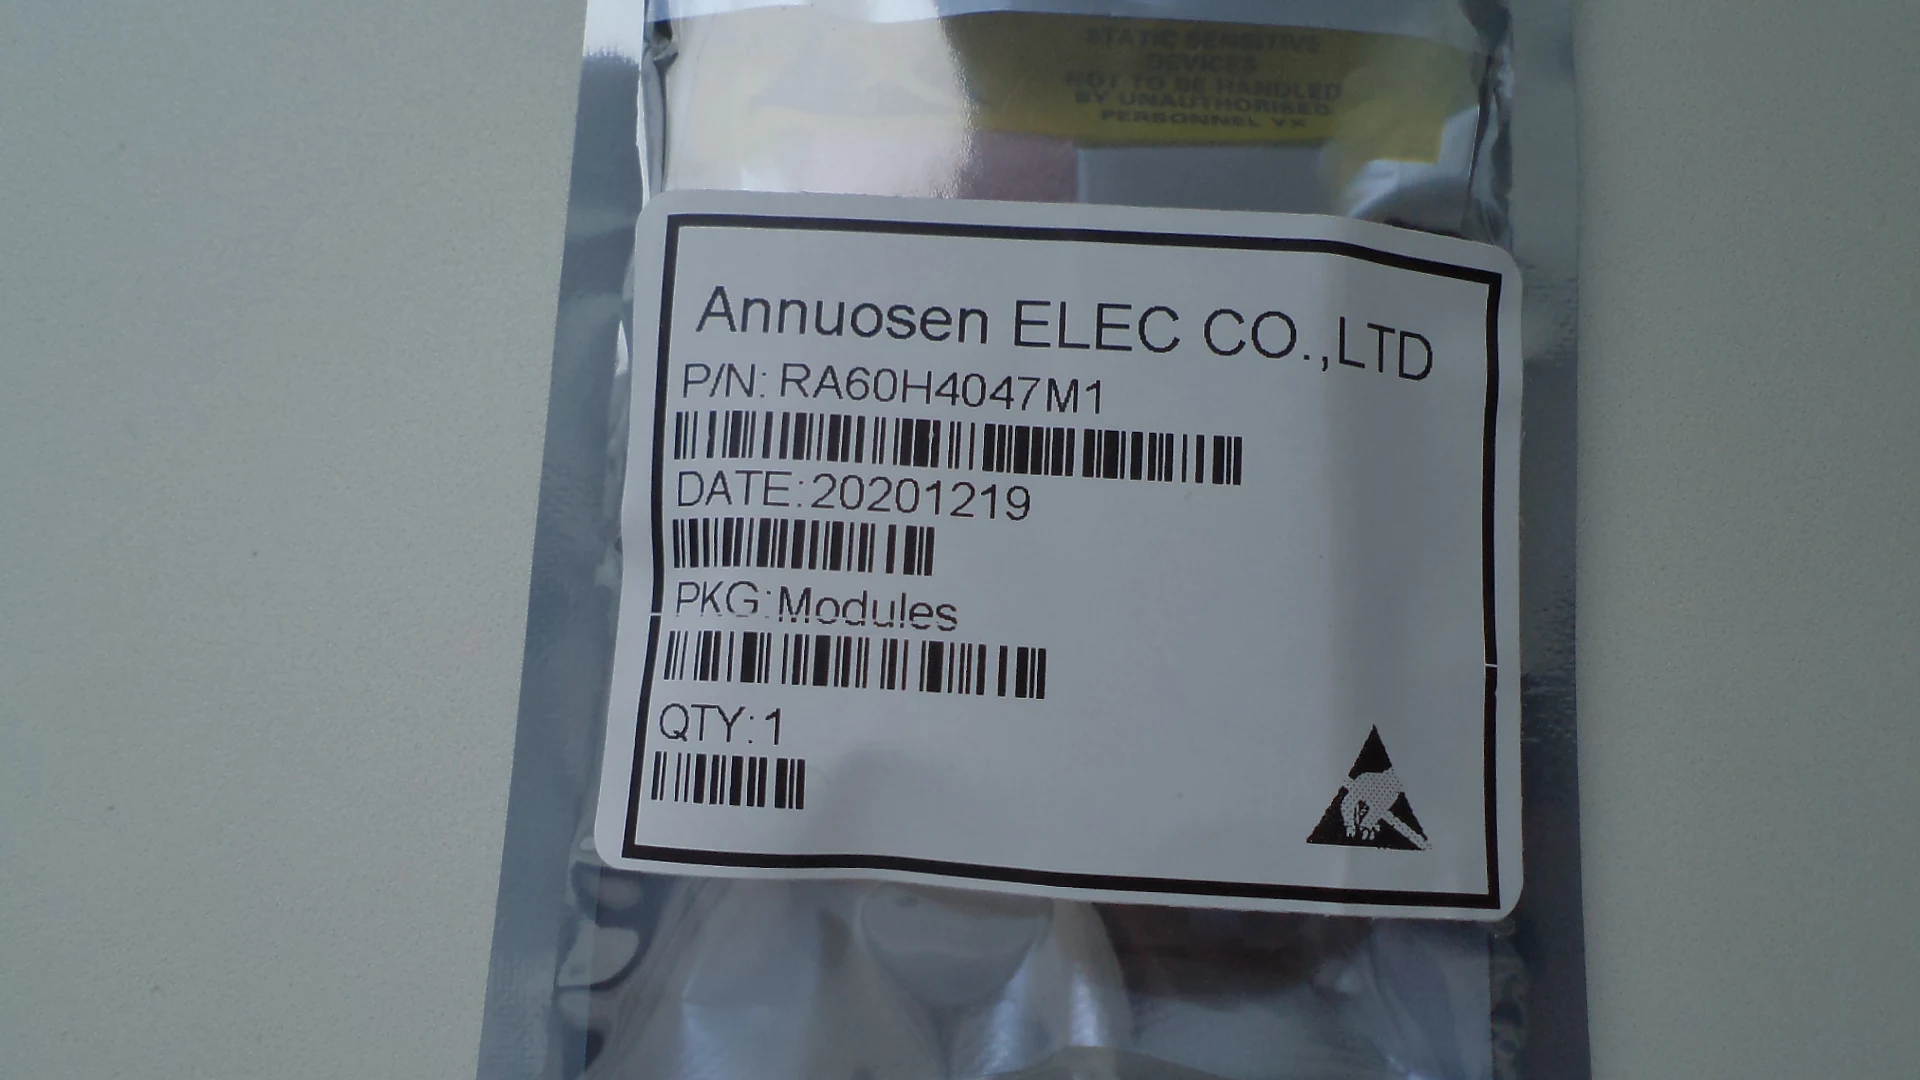 STATIC SENSITIVE
DEVICES
NOT TO BE HANDLED
BY UNAUTHORISED
PERSONNEL
Annuosen ELEC CO.,LTD
P/N: RA60H4047M1
DATE:20201219
PKG:Modules
QTY:1